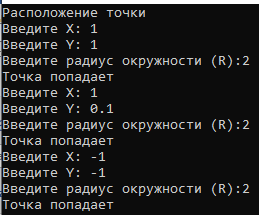 Расположение точки
Введите X: 1
Введите Y: 1
Введите радиус окружности (R):2
Точка попадает
Введите X: 1
Введите Y: 0.1
Введите радиус окружности (R):2
Точка попадает
Введите X: -1
Введите Y: -1
Введите радиус окружности (R):2
Точка попадает